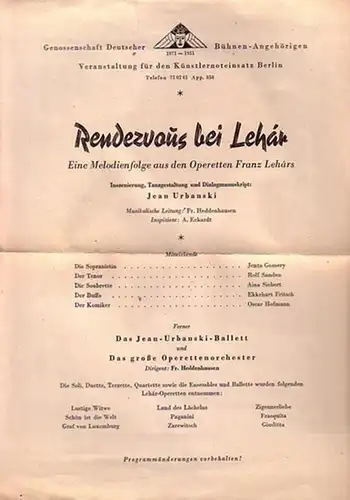 Genossenschaft Deutscher Bühnen-Angehörigen
1871–1951
Veranstaltung für den Künstlernoteinsatz Berlin
Telefon 71 02 61 App. 358
*
Rendezvous bei Lehár
Eine Melodienfolge aus den Operetten Franz Lehárs
Inszenierung, Tanzgestaltung und Dialogmanuskript:
Jean Urbanski
Musikalische Leitung: Fr. Heddenhausen
Inspizient: A. Eckardt
*
Mitwirkende
Die Sopranistin Jenta Gomery
Der Tenor Rolf Sanden
Die Soubrette Aina Siebert
Der Buffo Ekkehart Fritsch
Der Komiker Oscar Hofmann
Ferner
Das Jean-Urbanski-Ballett
und
Das große Operettenorchester
Dirigent: Fr. Heddenhausen
Die Soli, Duette, Terzette, Quartette sowie die Ensembles und Ballette wurden folgenden
Lehár-Operetten entnommen:
Lustige Witwe Land des Lächelns Zigeunerliebe
Schön ist die Welt Paganini Frasquita
Graf von Luxemburg Zarewitsch Giuditta
Programmänderungen vorbehalten!